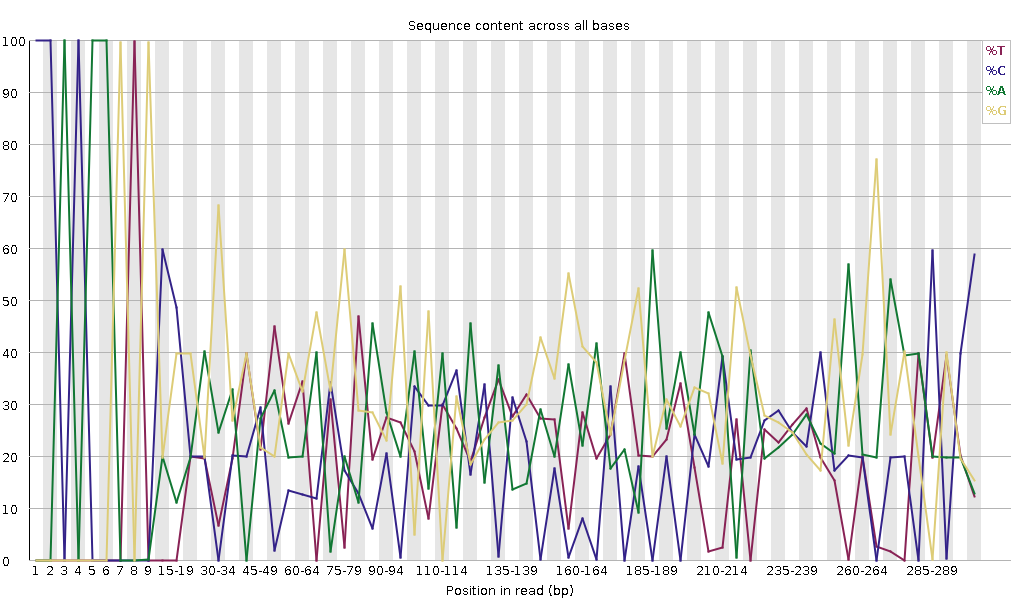 Sequence content across all bases
100
90
80
70
60
50
40
30
20
10
0
%T
%C
%A
%G
1 2 3 4 5 6 7 8 9 15-19 30-34 45-49 60-64 75-79 90-94 110-114 135-139 160-164 185-189 210-214 235-239 260-264 285-289
Position in read (bp)